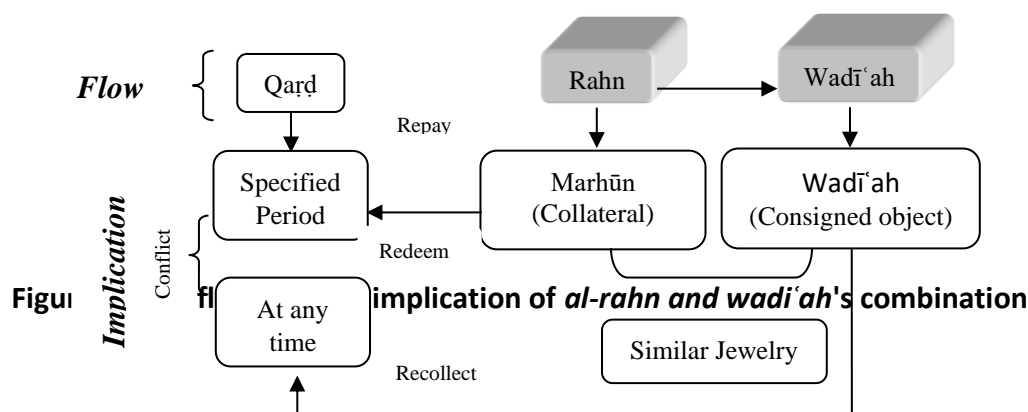 Flow
Qaṛḍ
Rahn
Wadīʿah
Repay
Specified
Period
Marhūn
(Collateral)
Wadīʿah
(Consigned object)
Implication
Conflict
Redeem
implication of al-rahn and wadiʿah's combination
At any
time
Similar Jewelry
Recollect